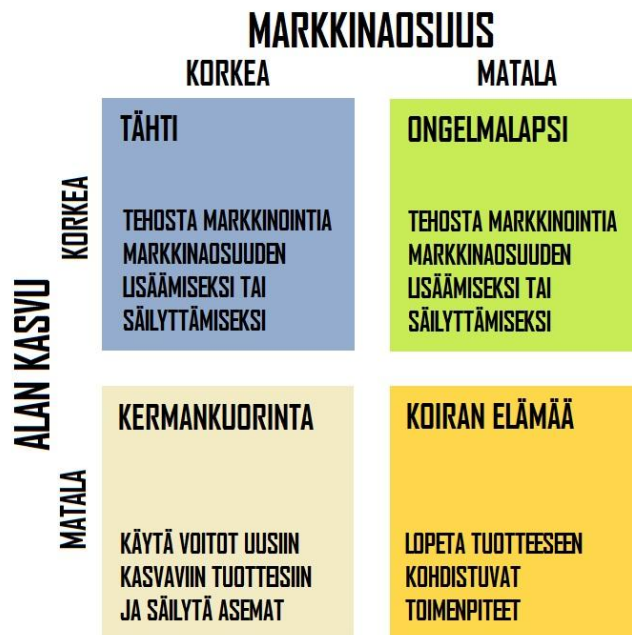 MARKKINAOSUUS
KORKEA
MATALA
ALAN KASVU
KORKEA
TÄHTI
TEHOSTA MARKKINOINTIA
MARKKINAOSUUDEN
LISÄÄMISEKSI TAI
SÄILYTTÄMISEKSI
ONGELMALAPSI
TEHOSTA MARKKINOINTIA
MARKKINAOSUUDEN
LISÄÄMISEKSI TAI
SÄILYTTÄMISEKSI
MATALA
KERMANKUORINTA
KÄYTÄ VOITOT UUSIIN
KASVAVIIN TUOTTEISIIN
JA SÄILYTÄ ASEMAT
KOIRAN ELÄMÄÄ
LOPETA TUOTTEESEEN
KOHDISTUVAT
TOIMENPITEET